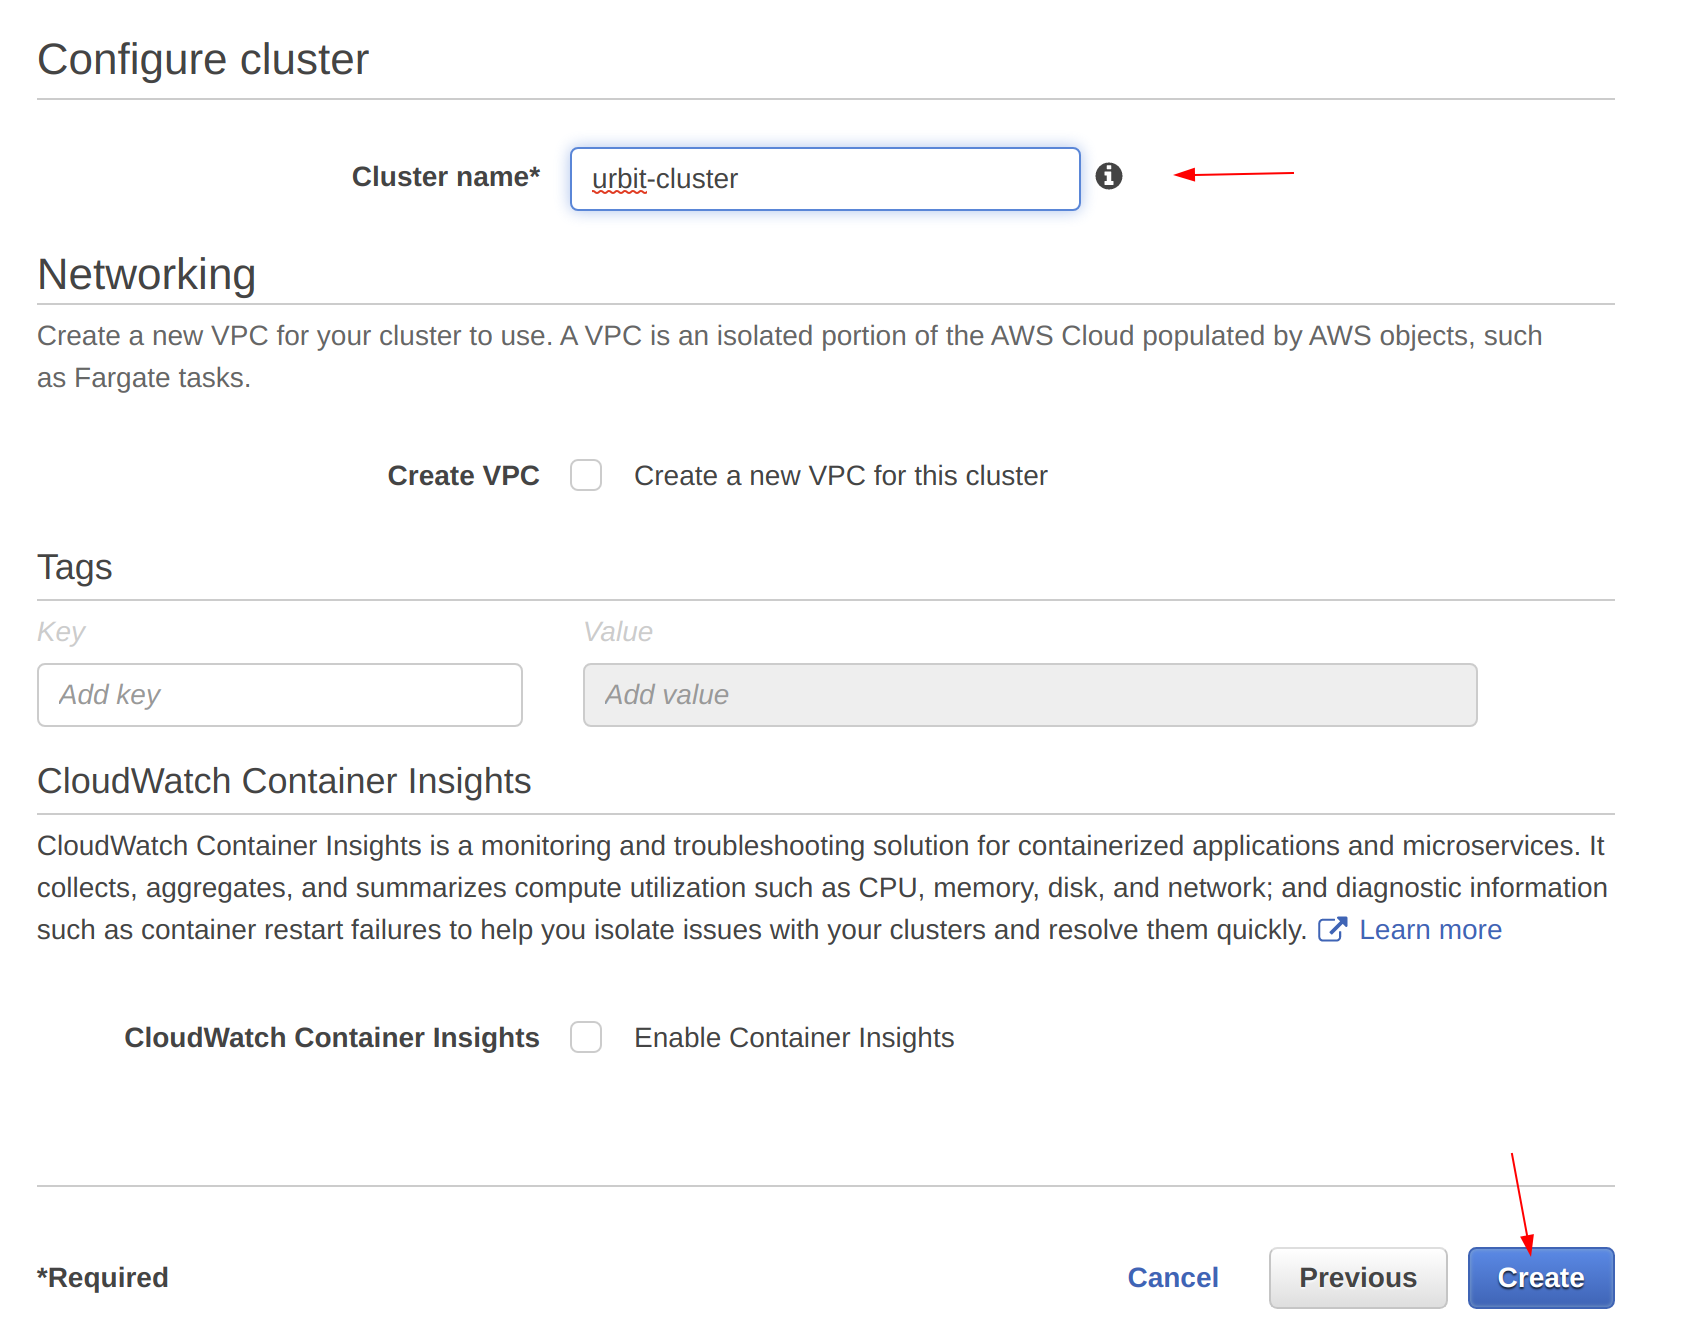 Configure cluster
Cluster name* urbit-cluster
Networking
Create a new VPC for your cluster to use. A VPC is an isolated portion of the AWS Cloud populated by AWS objects, such
as Fargate tasks.
Create VPC Create a new VPC for this cluster
Tags
Key Value
Add key Add value
CloudWatch Container Insights
CloudWatch Container Insights is a monitoring and troubleshooting solution for containerized applications and microservices. It
collects, aggregates, and summarizes compute utilization such as CPU, memory, disk, and network; and diagnostic information
such as container restart failures to help you isolate issues with your clusters and resolve them quickly. Learn more
CloudWatch Container Insights Enable Container Insights
*Required Cancel Previous Create